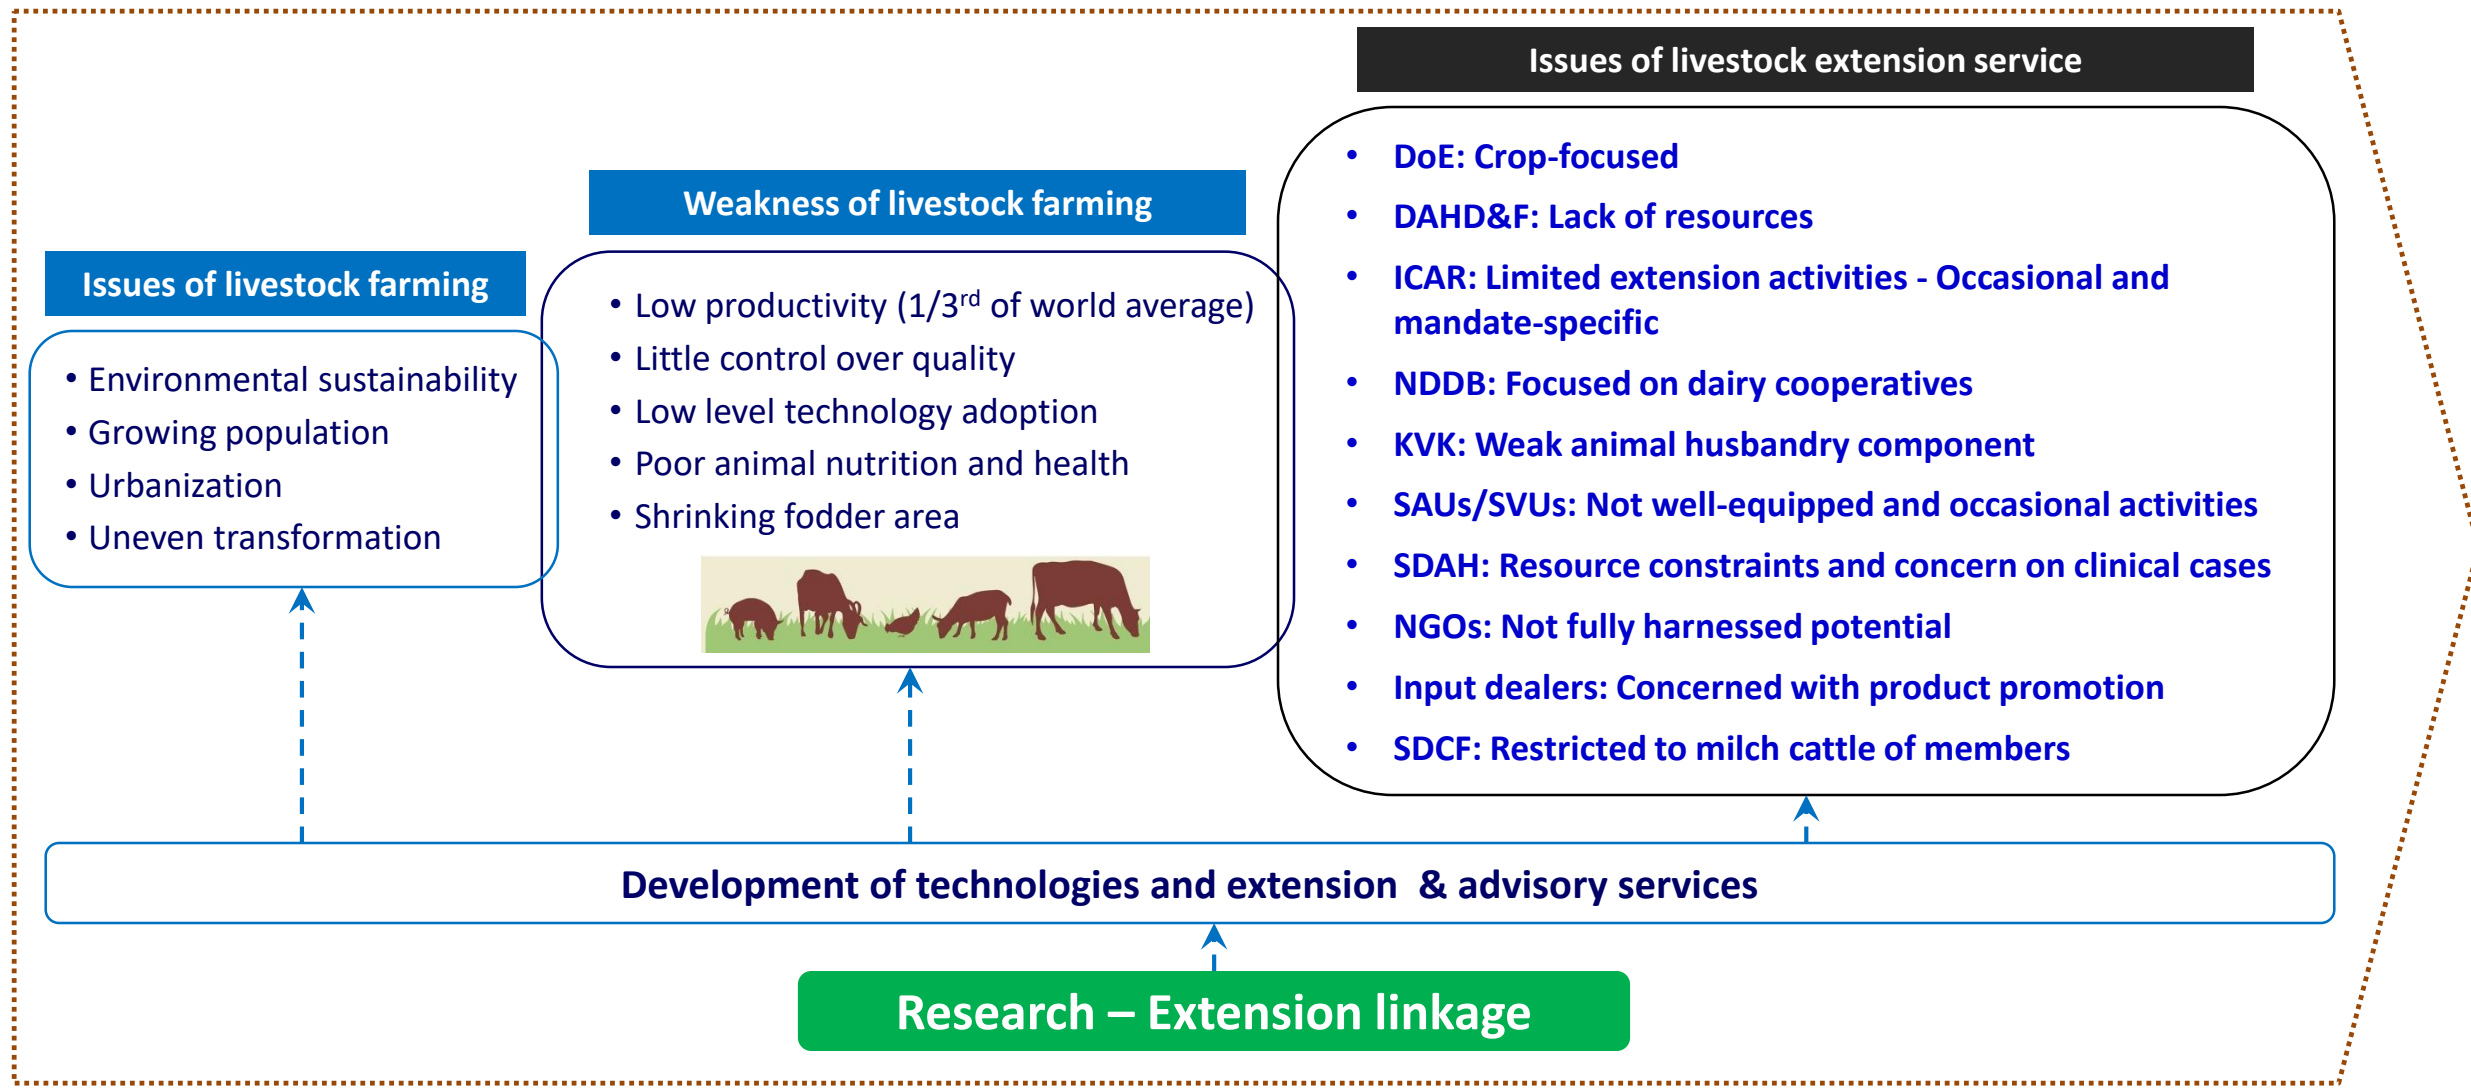 Issues of livestock farming
• Environmental sustainability
• Growing population
• Urbanization
• Uneven transformation
Weakness of livestock farming
• Low productivity (1/3rd of world average)
• Little control over quality
• Low level technology adoption
• Poor animal nutrition and health
• Shrinking fodder area
Issues of livestock extension service
• DoE: Crop-focused
• DAHD&F: Lack of resources
• ICAR: Limited extension activities - Occasional and
mandate-specific
• NDDB: Focused on dairy cooperatives
• KVK: Weak animal husbandry component
• SAUs/SVUs: Not well-equipped and occasional activities
• SDAH: Resource constraints and concern on clinical cases
• NGOs: Not fully harnessed potential
• Input dealers: Concerned with product promotion
• SDCF: Restricted to milch cattle of members
Development of technologies and extension & advisory services
Research – Extension linkage